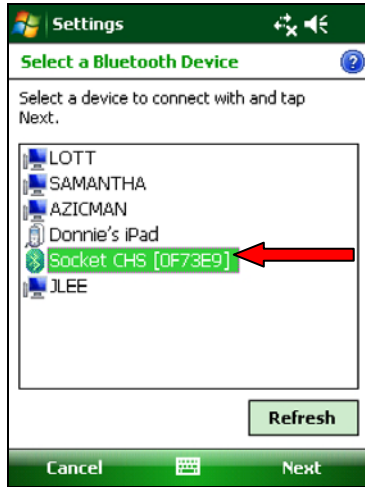 Settings
Select a Bluetooth Device
?
Select a device to connect with and tap
Next.
LOTT
SAMANTHA
AZICMAN
Donnie's iPad
Socket CHS [0F73E9]
JLEE
Refresh
Cancel
Next